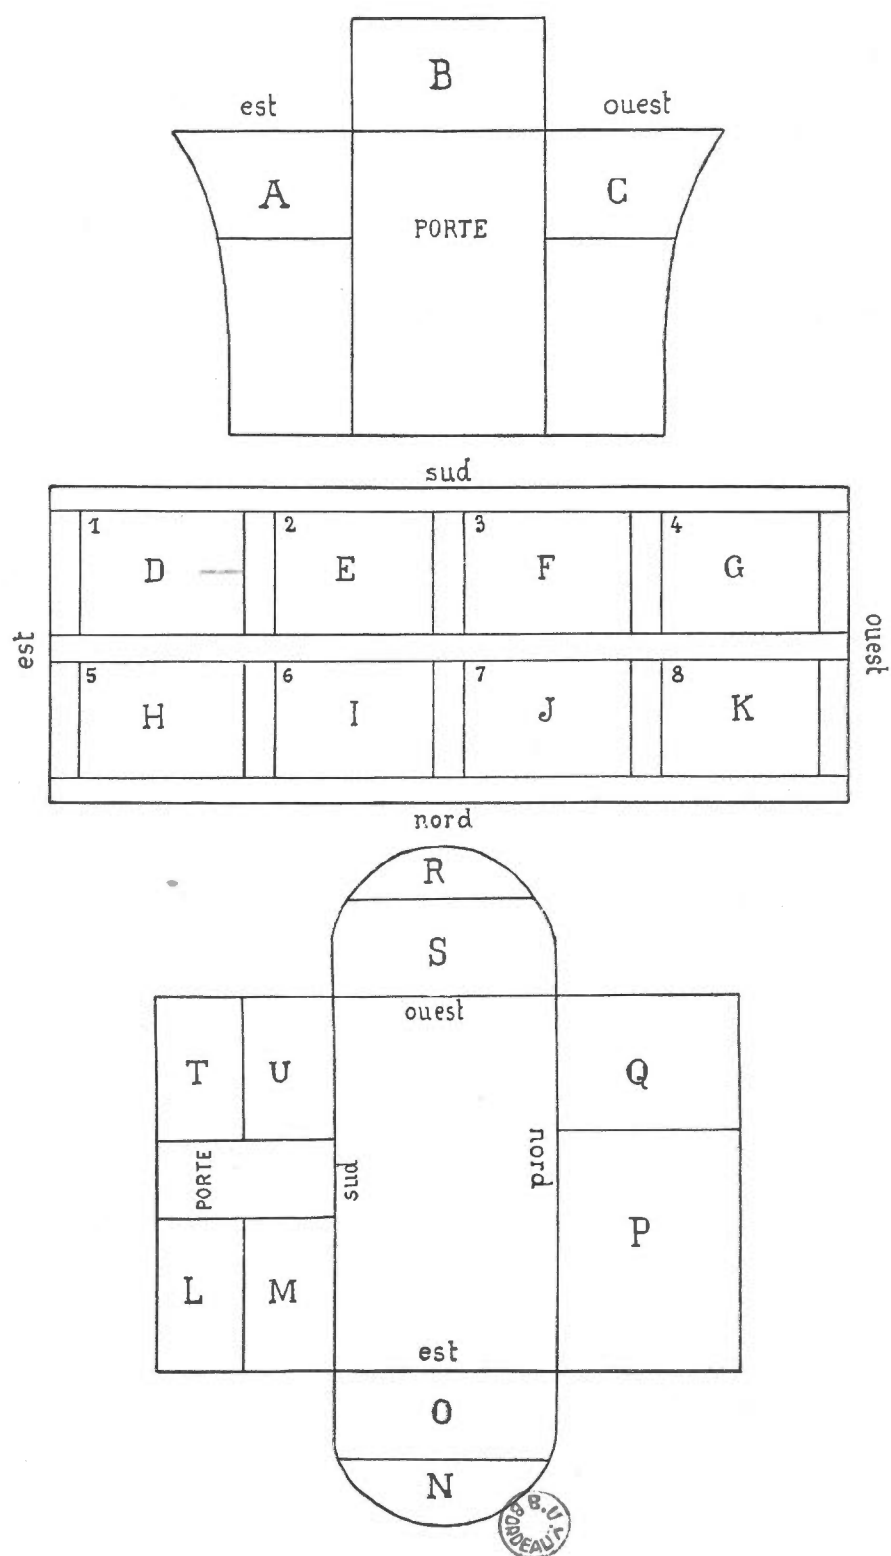 B
est ouest
A C
PORTE
sud
1 2 3 4
D E F G
est ouest
5 6 7 8
H I J K
nord
R
S
ouest
T U Q
PORTE sud nord
P
L M
est
O
N
B.U.
BORDEAUX